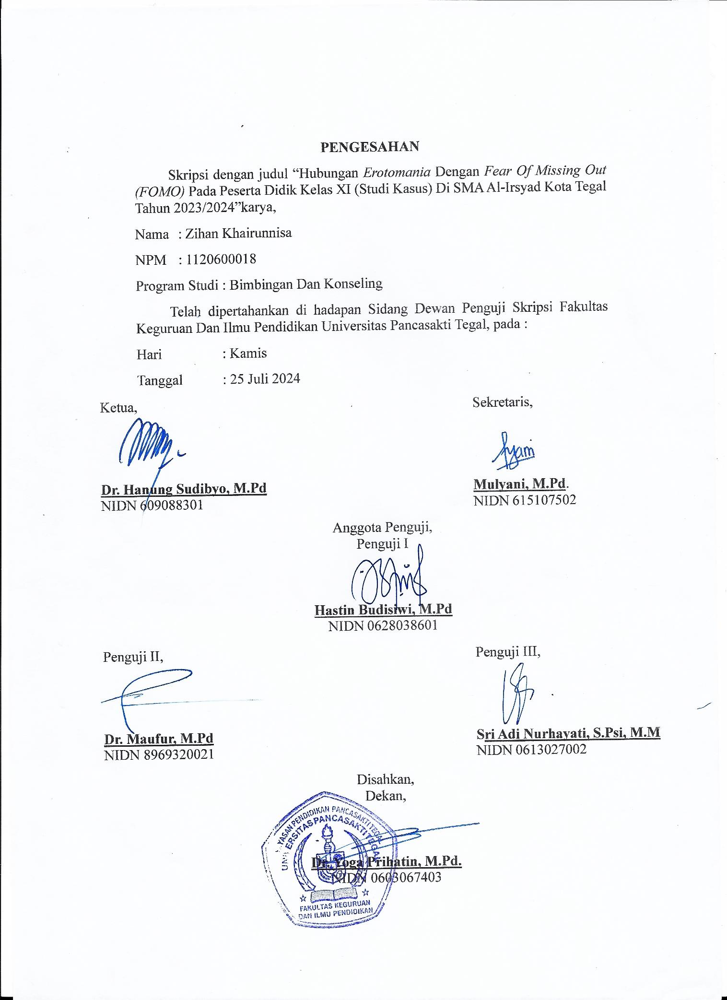 PENGESAHAN
Skripsi dengan judul “Hubungan Erotomania Dengan Fear Of Missing Out
(FOMO) Pada Peserta Didik Kelas XI (Studi Kasus) Di SMA Al-Irsyad Kota Tegal
Tahun 2023/2024”karya,
Nama : Zihan Khairunnisa
NPM : 1120600018
Program Studi : Bimbingan Dan Konseling
Telah dipertahankan di hadapan Sidang Dewan Penguji Skripsi Fakultas
Keguruan Dan Ilmu Pendidikan Universitas Pancasakti Tegal, pada :
Hari : Kamis
Tanggal : 25 Juli 2024
Ketua,
Sekretaris,
Dr. Hanung Sudibyo, M.Pd
NIDN 609088301
Mulyani, M.Pd.
NIDN 615107502
Anggota Penguji,
Penguji I
Hastin Budisiwi, M.Pd
NIDN 0628038601
Penguji II,
Penguji III,
Dr. Maufur, M.Pd
NIDN 8969320021
Sri Adi Nurhayati, S.Psi, M.M
NIDN 0613027002
Disahkan,
Dekan,
YASAN PENDIDIKAN PANCASAKTI TEGAL
UNIVERSITAS PANCASAKTI TEGAL
Dr. Yoga Prihatin, M.Pd.
NIDN 0603067403
FAKULTAS KEGURUAN
DAN ILMU PENDIDIKAN